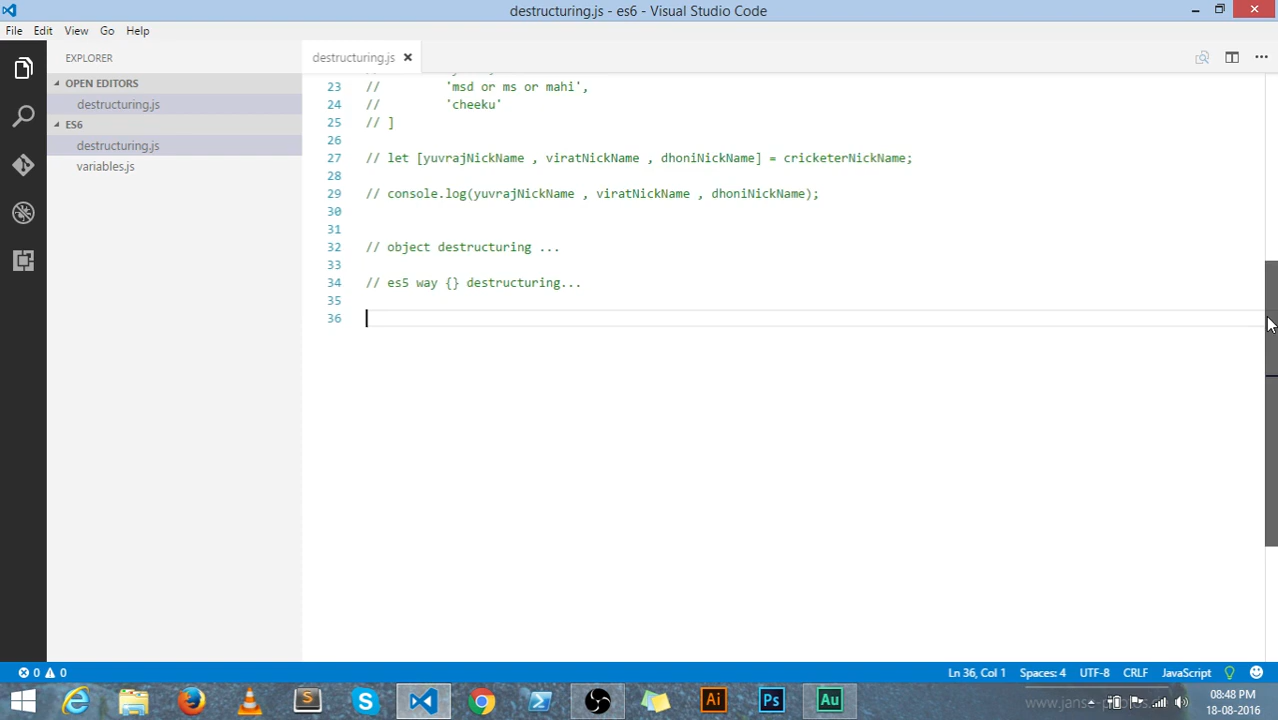 destructuring.js - es6 - Visual Studio Code
File Edit View Go Help
EXPLORER
OPEN EDITORS
destructuring.js
ES6
destructuring.js
variables.js
destructuring.js
23 // 'msd or ms or mahi',
24 // 'cheeku'
25 // ]
26
27 // let [yuvrajNickName , viratNickName , dhoniNickName] = cricketerNickName;
28
29 // console.log(yuvrajNickName , viratNickName , dhoniNickName);
30
31
32 // object destructuring ...
33
34 // es5 way {} destructuring...
35
36
0 0
Ln 36, Col 1 Spaces: 4 UTF-8 CRLF JavaScript
S Ai Ps Au
08:48 PM
18-08-2016